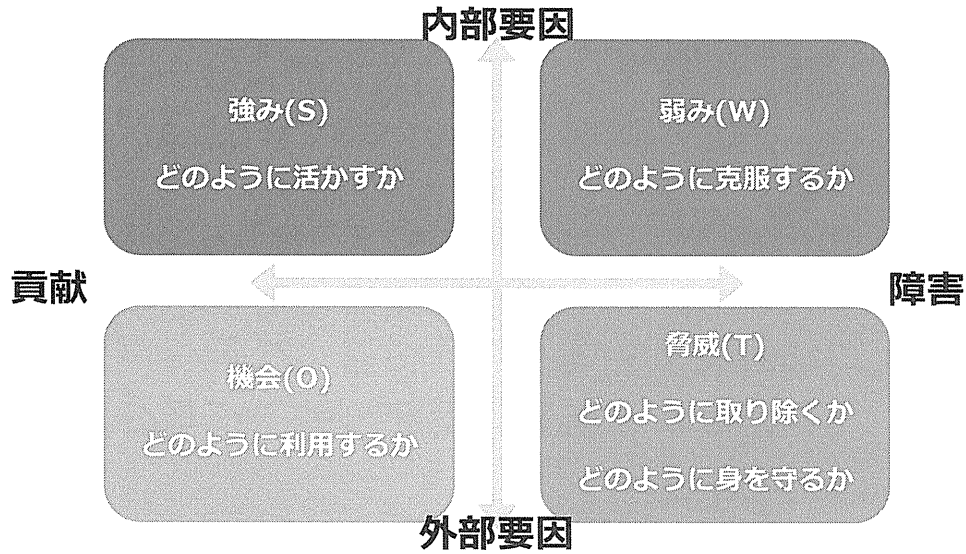 内部要因
強み(S)
どのように活かすか
弱み(W)
どのように克服するか
貢献
障害
機会(O)
どのように利用するか
脅威(T)
どのように取り除くか
どのように身を守るか
外部要因